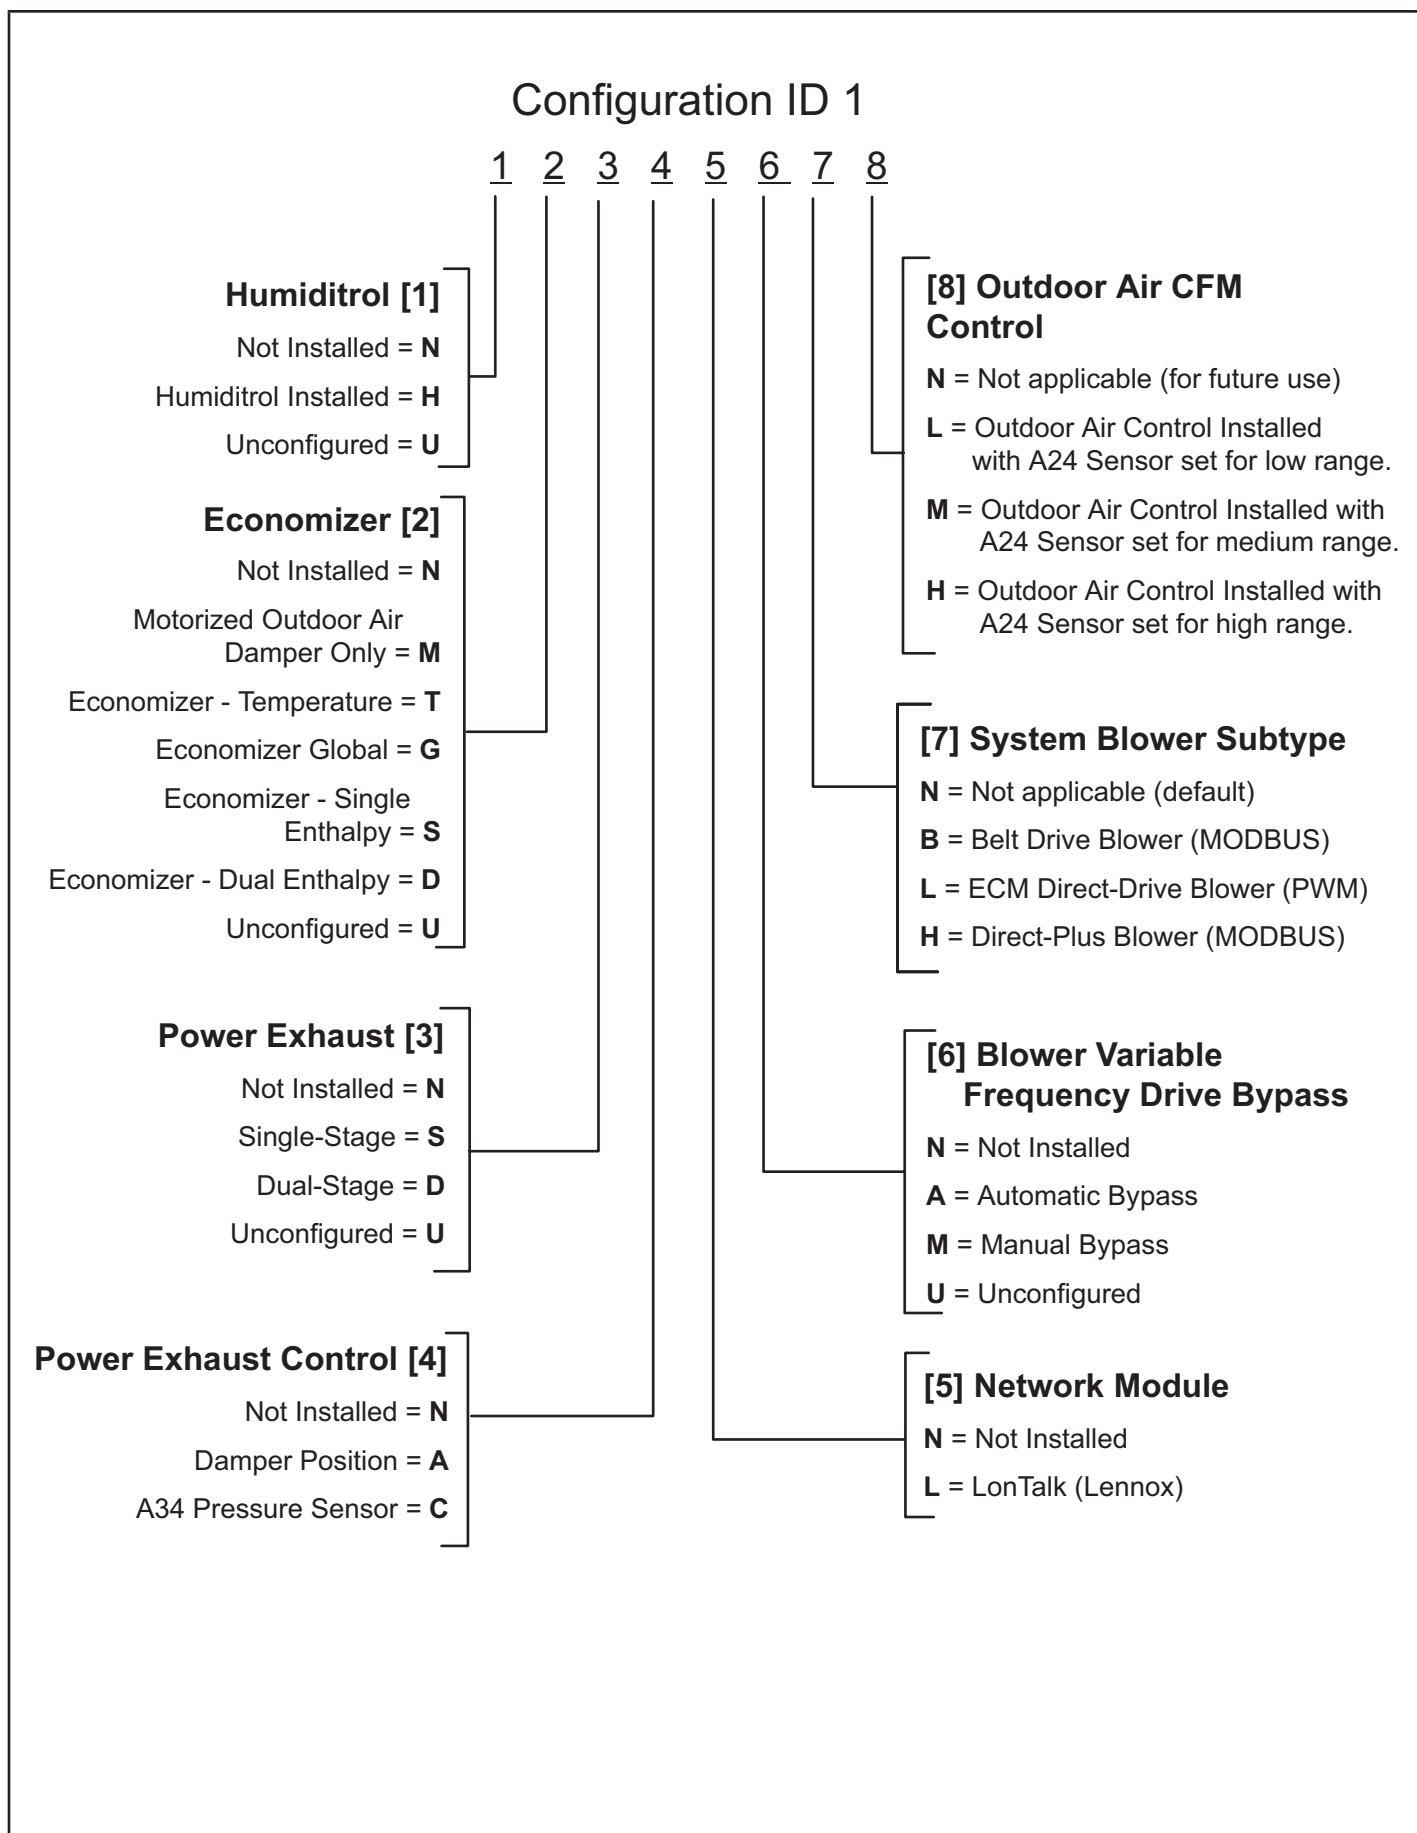 Configuration ID 1
1 2 3 4 5 6 7 8
Humiditrol [1]
Not Installed = N
Humiditrol Installed = H
Unconfigured = U
Economizer [2]
Not Installed = N
Motorized Outdoor Air
Damper Only = M
Economizer - Temperature = T
Economizer Global = G
Economizer - Single
Enthalpy = S
Economizer - Dual Enthalpy = D
Unconfigured = U
Power Exhaust [3]
Not Installed = N
Single-Stage = S
Dual-Stage = D
Unconfigured = U
Power Exhaust Control [4]
Not Installed = N
Damper Position = A
A34 Pressure Sensor = C
[8] Outdoor Air CFM
Control
N = Not applicable (for future use)
L = Outdoor Air Control Installed
with A24 Sensor set for low range.
M = Outdoor Air Control Installed with
A24 Sensor set for medium range.
H = Outdoor Air Control Installed with
A24 Sensor set for high range.
[7] System Blower Subtype
N = Not applicable (default)
B = Belt Drive Blower (MODBUS)
L = ECM Direct-Drive Blower (PWM)
H = Direct-Plus Blower (MODBUS)
[6] Blower Variable
Frequency Drive Bypass
N = Not Installed
A = Automatic Bypass
M = Manual Bypass
U = Unconfigured
[5] Network Module
N = Not Installed
L = LonTalk (Lennox)